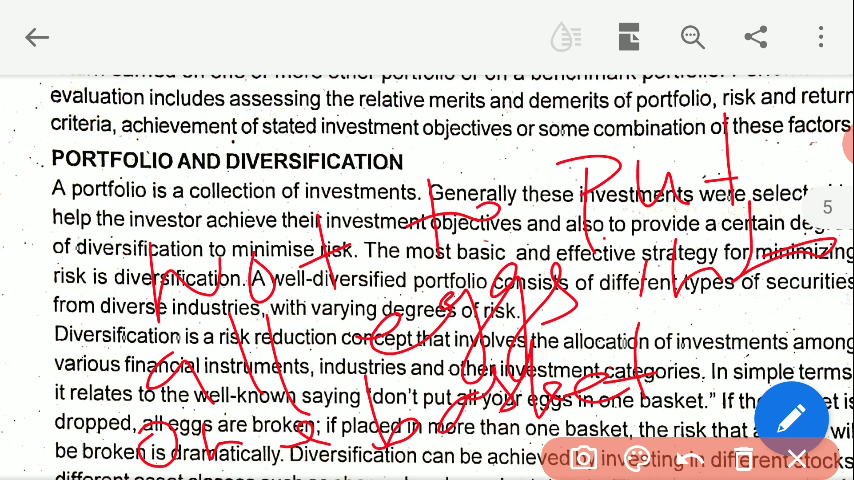 evaluation includes assessing the relative merits and demerits of portfolio, risk and return
criteria, achievement of stated investment objectives or some combination of these factors
PORTFOLIO AND DIVERSIFICATION
A portfolio is a collection of investments. Generally these investments were select
5
help the investor achieve their investment objectives and also to provide a certain deg
of diversification to minimise risk. The most basic and effective strategy for minimizing
risk is diversification. A well-diversified portfolio consists of different types of securities
from diverse industries, with varying degrees of risk.
Diversification is a risk reduction concept that involves the allocation of investments among
various financial instruments, industries and other investment categories. In simple terms
it relates to the well-known saying "don't put all your eggs in one basket." If the
dropped, all eggs are broken; if placed in more than one basket, the risk that
be broken is dramatically. Diversification can be achieved by investing in different stocks
Not to Put
all eggs int
one basket